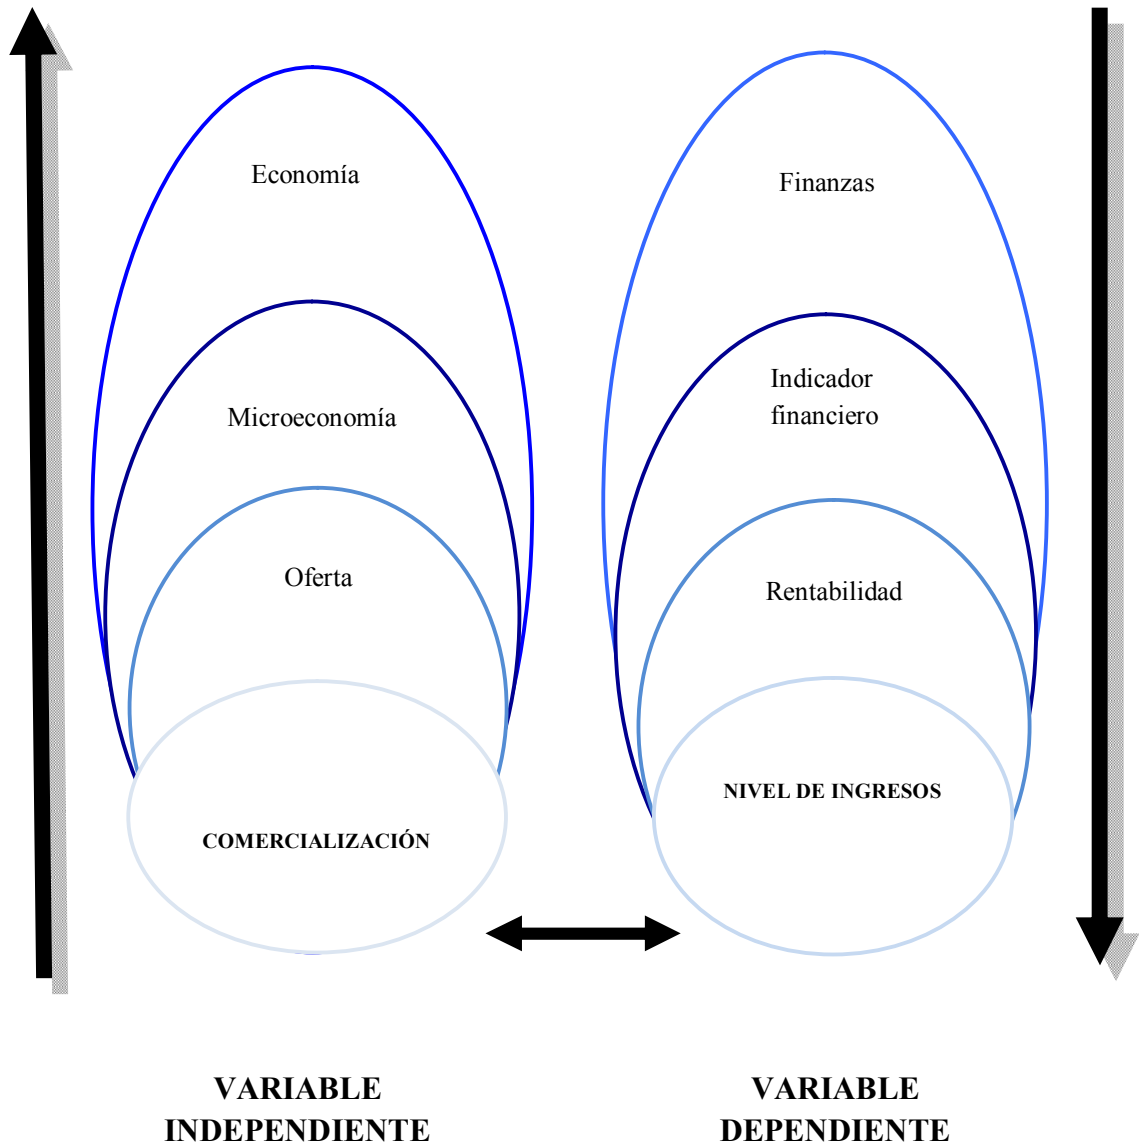 Economía
Microeconomía
Oferta
COMERCIALIZACIÓN
Finanzas
Indicador
financiero
Rentabilidad
NIVEL DE INGRESOS
VARIABLE
INDEPENDIENTE
VARIABLE
DEPENDIENTE